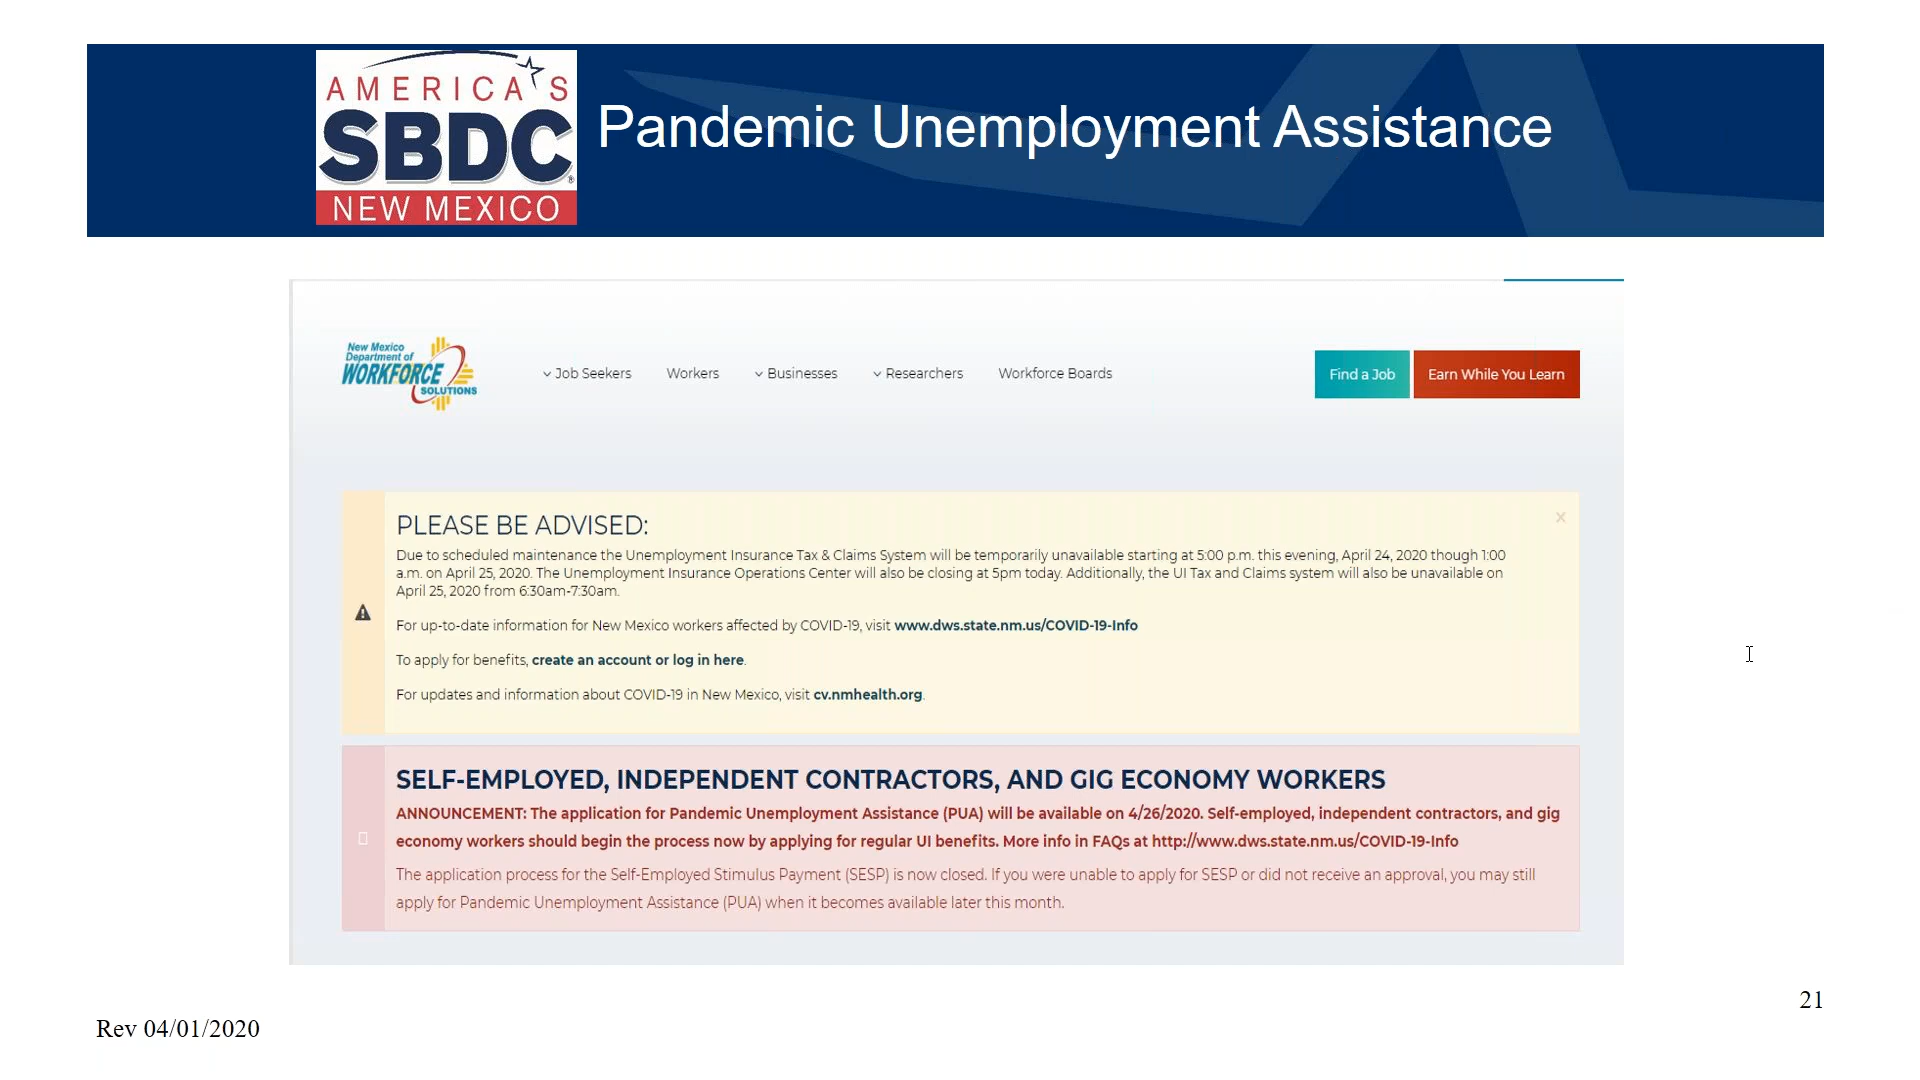 AMERICA'S
SBDC
NEW MEXICO
Pandemic Unemployment Assistance
New Mexico
Department of
WORKFORCE
SOLUTIONS
Job Seekers
Workers
Businesses
Researchers
Workforce Boards
Find a Job
Earn While You Learn
PLEASE BE ADVISED:
Due to scheduled maintenance the Unemployment Insurance Tax & Claims System will be temporarily unavailable starting at 5:00 p.m. this evening, April 24, 2020 though 1:00
a.m. on April 25, 2020. The Unemployment Insurance Operations Center will also be closing at 5pm today. Additionally, the UI Tax and Claims system will also be unavailable on
April 25, 2020 from 6:30am-7:30am.
For up-to-date information for New Mexico workers affected by COVID-19, visit www.dws.state.nm.us/COVID-19-Info
To apply for benefits, create an account or log in here.
For updates and information about COVID-19 in New Mexico, visit cv.nmhealth.org.
SELF-EMPLOYED, INDEPENDENT CONTRACTORS, AND GIG ECONOMY WORKERS
ANNOUNCEMENT: The application for Pandemic Unemployment Assistance (PUA) will be available on 4/26/2020. Self-employed, independent contractors, and gig
economy workers should begin the process now by applying for regular UI benefits. More info in FAQs at http://www.dws.state.nm.us/COVID-19-Info
The application process for the Self-Employed Stimulus Payment (SESP) is now closed. If you were unable to apply for SESP or did not receive an approval, you may still
apply for Pandemic Unemployment Assistance (PUA) when it becomes available later this month.
21
Rev 04/01/2020